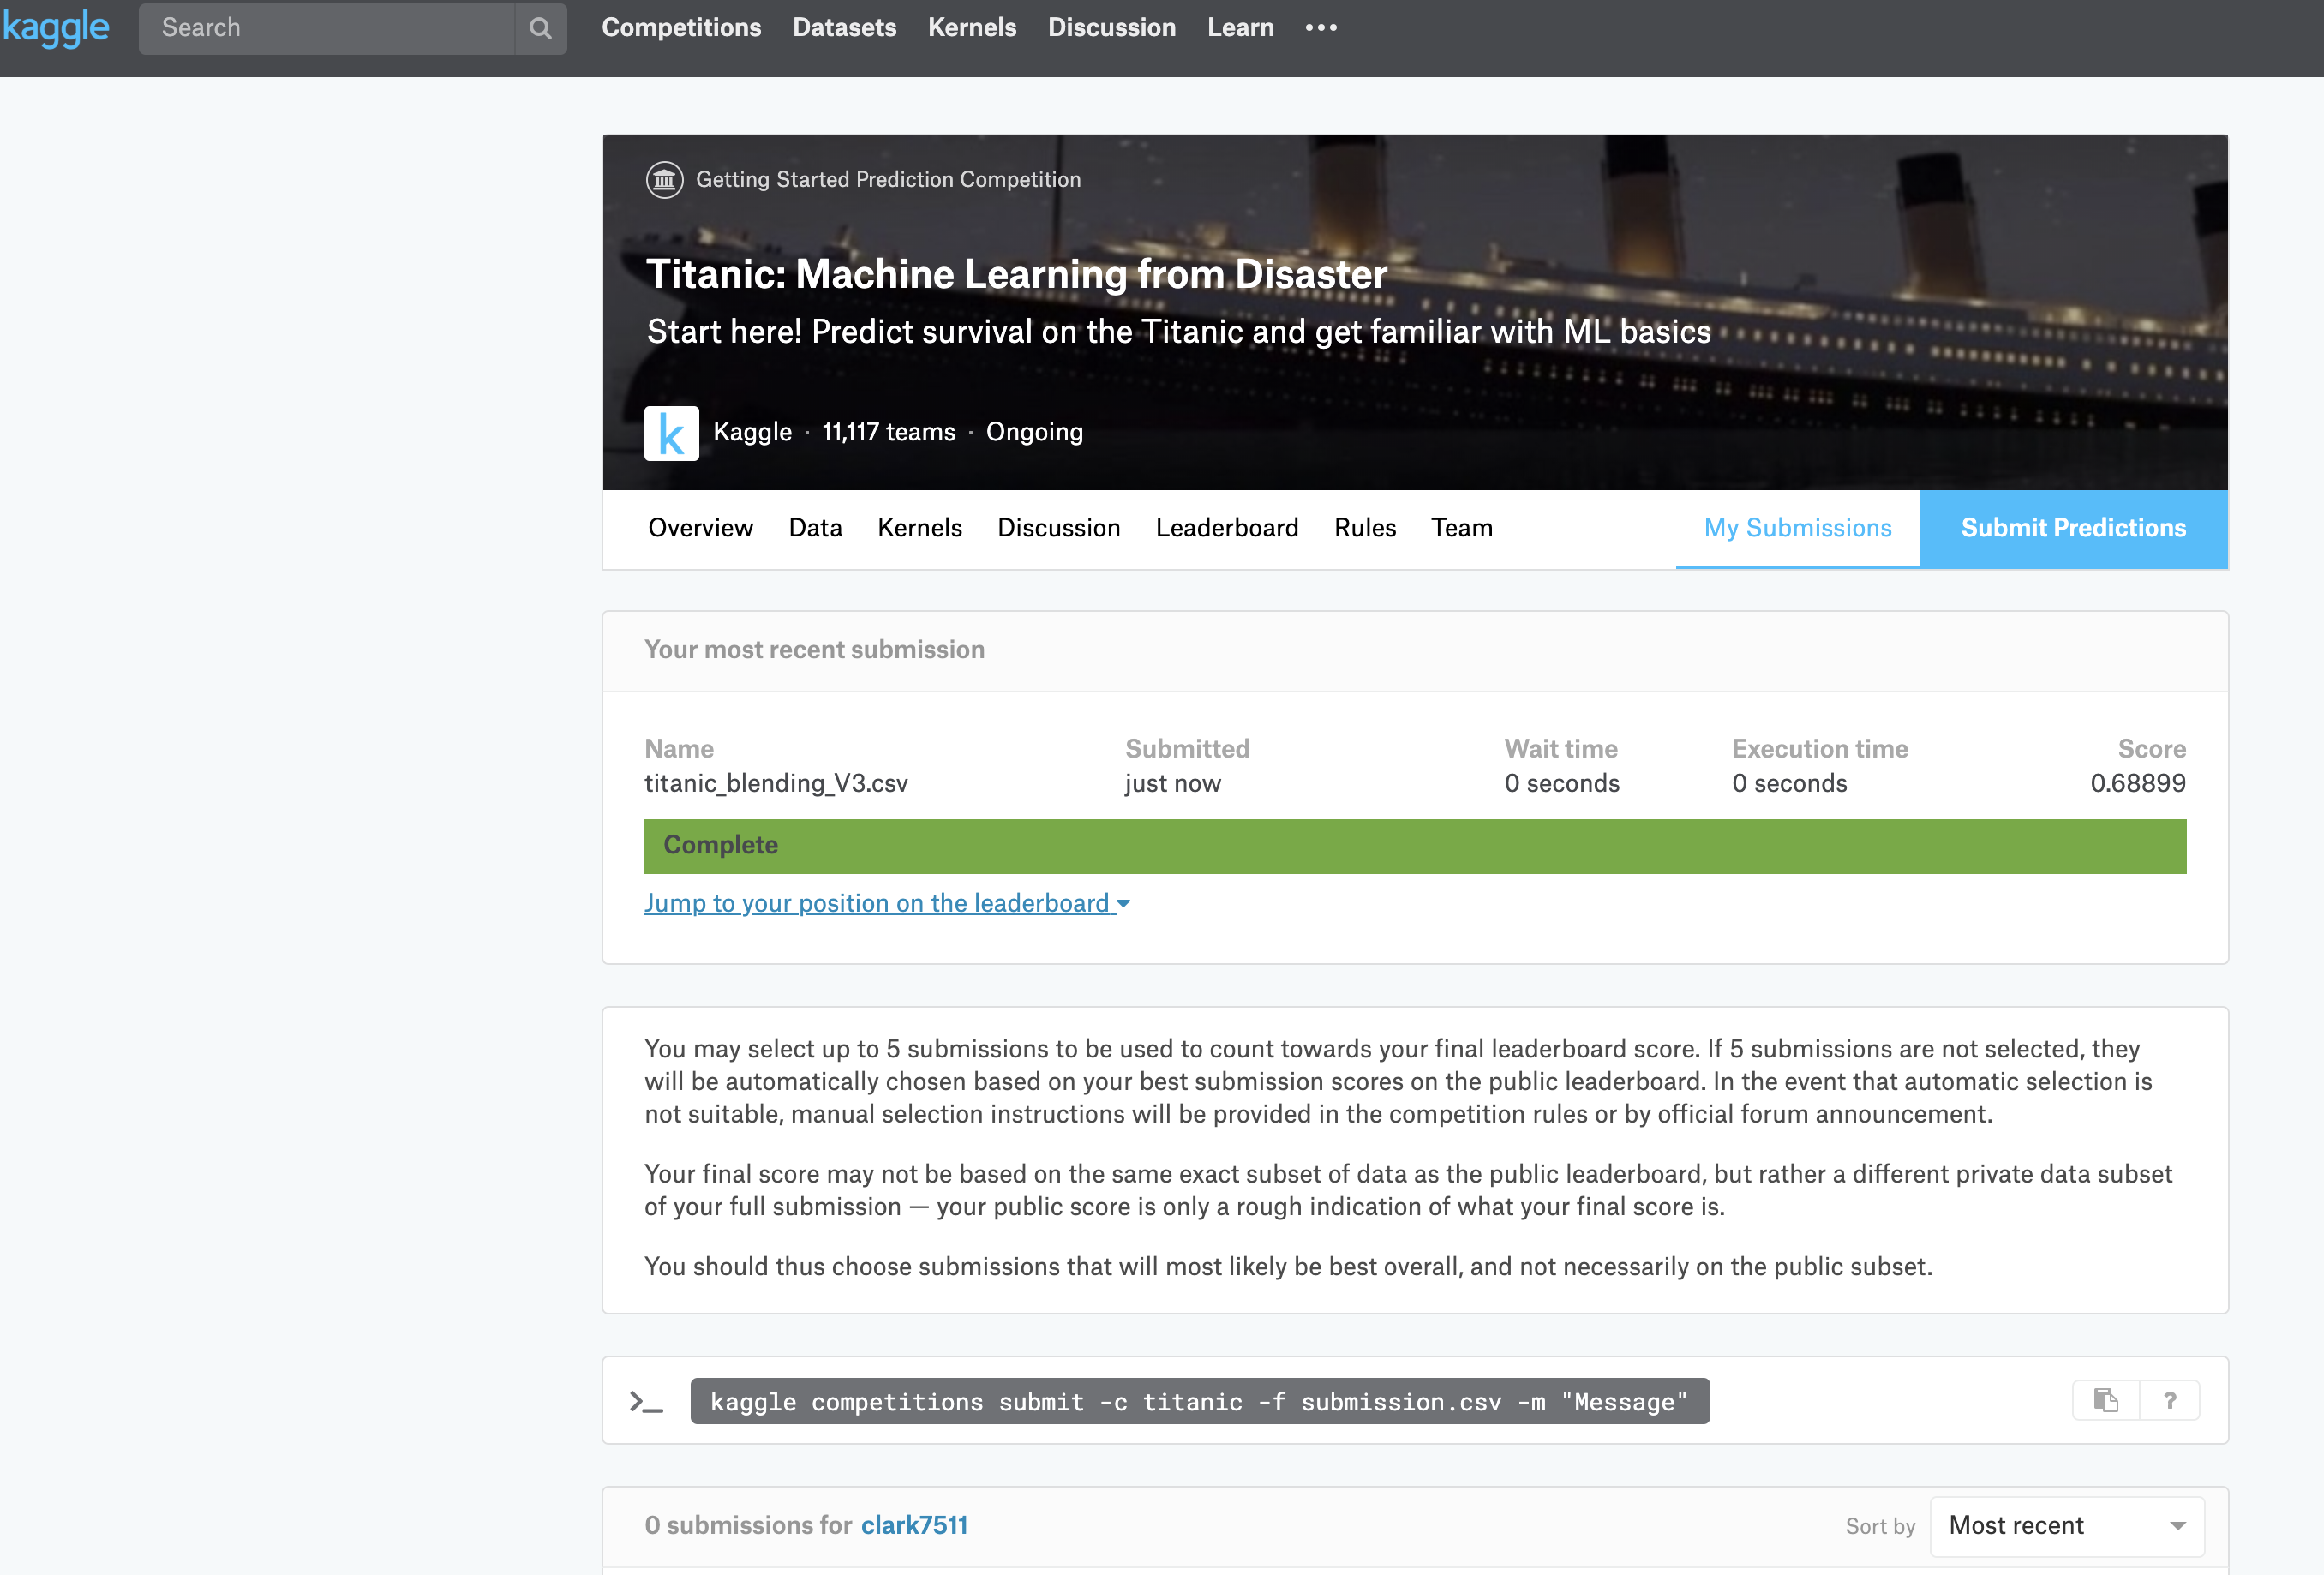 kaggle Search Competitions Datasets Kernels Discussion Learn •••
Getting Started Prediction Competition
Titanic: Machine Learning from Disaster
Start here! Predict survival on the Titanic and get familiar with ML basics
k Kaggle · 11,117 teams · Ongoing
Overview Data Kernels Discussion Leaderboard Rules Team My Submissions Submit Predictions
Your most recent submission
Name Submitted Wait time Execution time Score
titanic_blending_V3.csv just now 0 seconds 0 seconds 0.68899
Complete
Jump to your position on the leaderboard
You may select up to 5 submissions to be used to count towards your final leaderboard score. If 5 submissions are not selected, they
will be automatically chosen based on your best submission scores on the public leaderboard. In the event that automatic selection is
not suitable, manual selection instructions will be provided in the competition rules or by official forum announcement.
Your final score may not be based on the same exact subset of data as the public leaderboard, but rather a different private data subset
of your full submission — your public score is only a rough indication of what your final score is.
You should thus choose submissions that will most likely be best overall, and not necessarily on the public subset.
>_ kaggle competitions submit -c titanic -f submission.csv -m "Message" ?
0 submissions for clark7511 Sort by Most recent